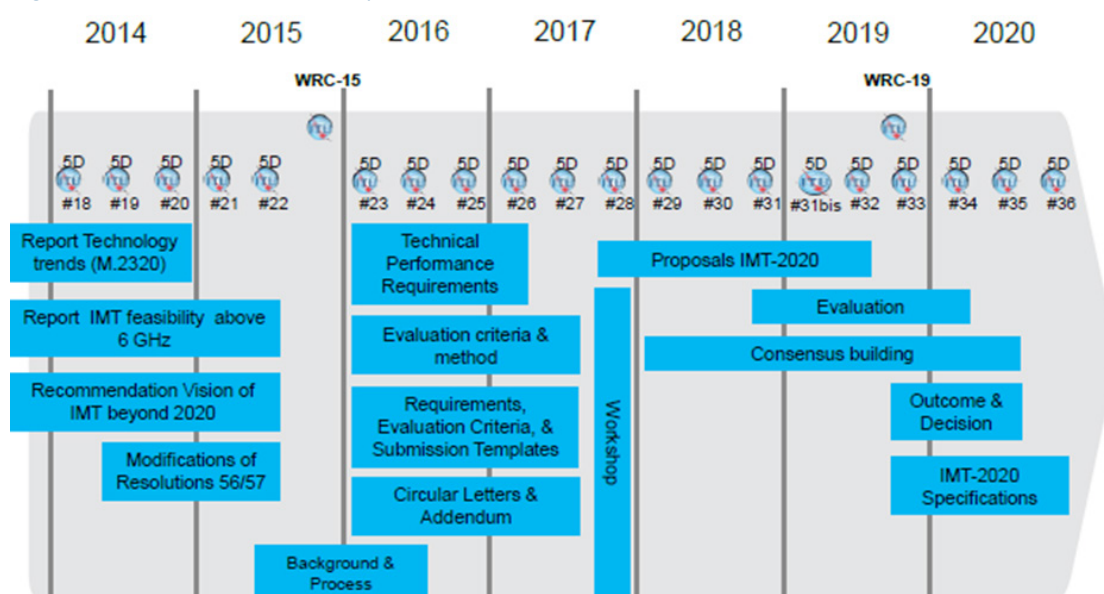 2014 2015 2016 2017 2018 2019 2020
WRC-15 WRC-19
5D 5D 5D 5D 5D 5D 5D 5D 5D 5D 5D 5D 5D 5D 5D 5D 5D 5D 5D 5D
#18 #19 #20 #21 #22 #23 #24 #25 #26 #27 #28 #29 #30 #31 #31bis #32 #33 #34 #35 #36
Report Technology
trends (M.2320)
Technical
Performance
Requirements
Proposals IMT-2020
Report IMT feasibility above
6 GHz
Evaluation
Evaluation criteria &
method
Consensus building
Recommendation Vision of
IMT beyond 2020
Requirements,
Evaluation Criteria, &
Submission Templates
Workshop
Outcome &
Decision
Modifications of
Resolutions 56/57
Circular Letters &
Addendum
IMT-2020
Specifications
Background &
Process